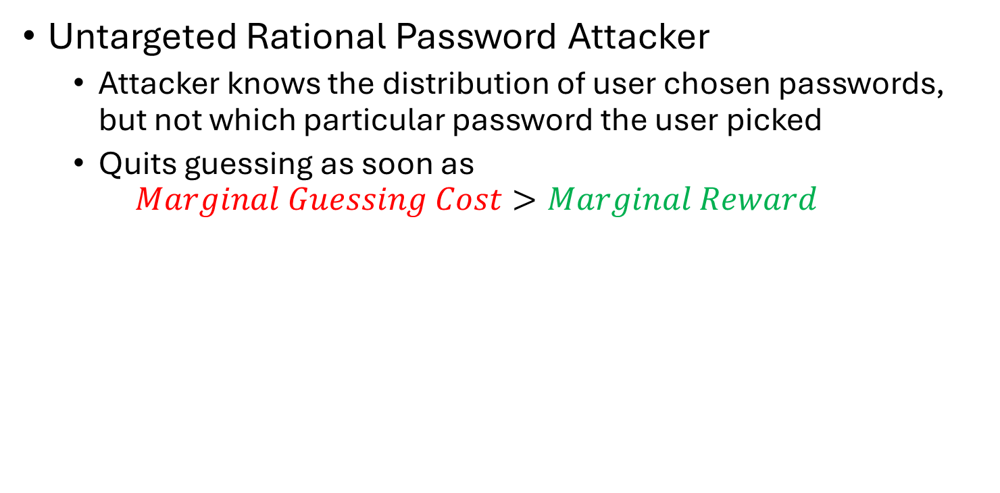 • Untargeted Rational Password Attacker
• Attacker knows the distribution of user chosen passwords,
but not which particular password the user picked
• Quits guessing as soon as
Marginal Guessing Cost > Marginal Reward